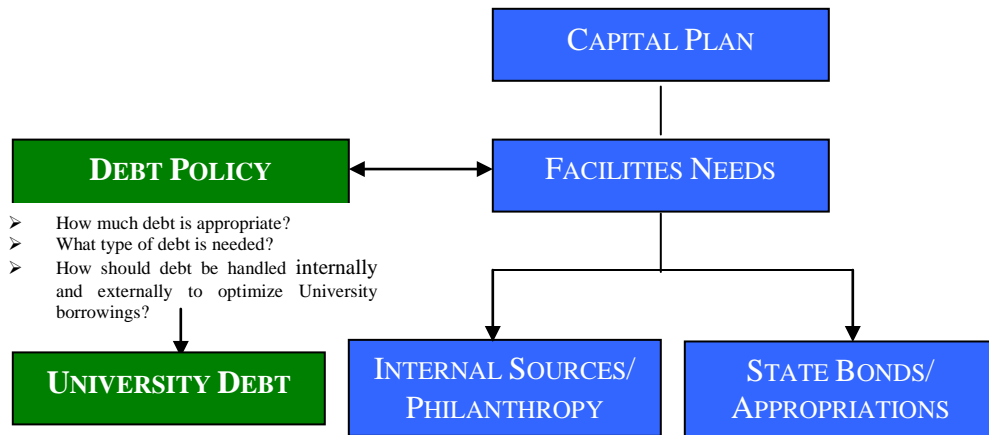 CAPITAL PLAN
DEBT POLICY
FACILITIES NEEDS
➢ How much debt is appropriate?
➢ What type of debt is needed?
➢ How should debt be handled internally
and externally to optimize University
borrowings?
UNIVERSITY DEBT
INTERNAL SOURCES/
PHILANTHROPY
STATE BONDS/
APPROPRIATIONS